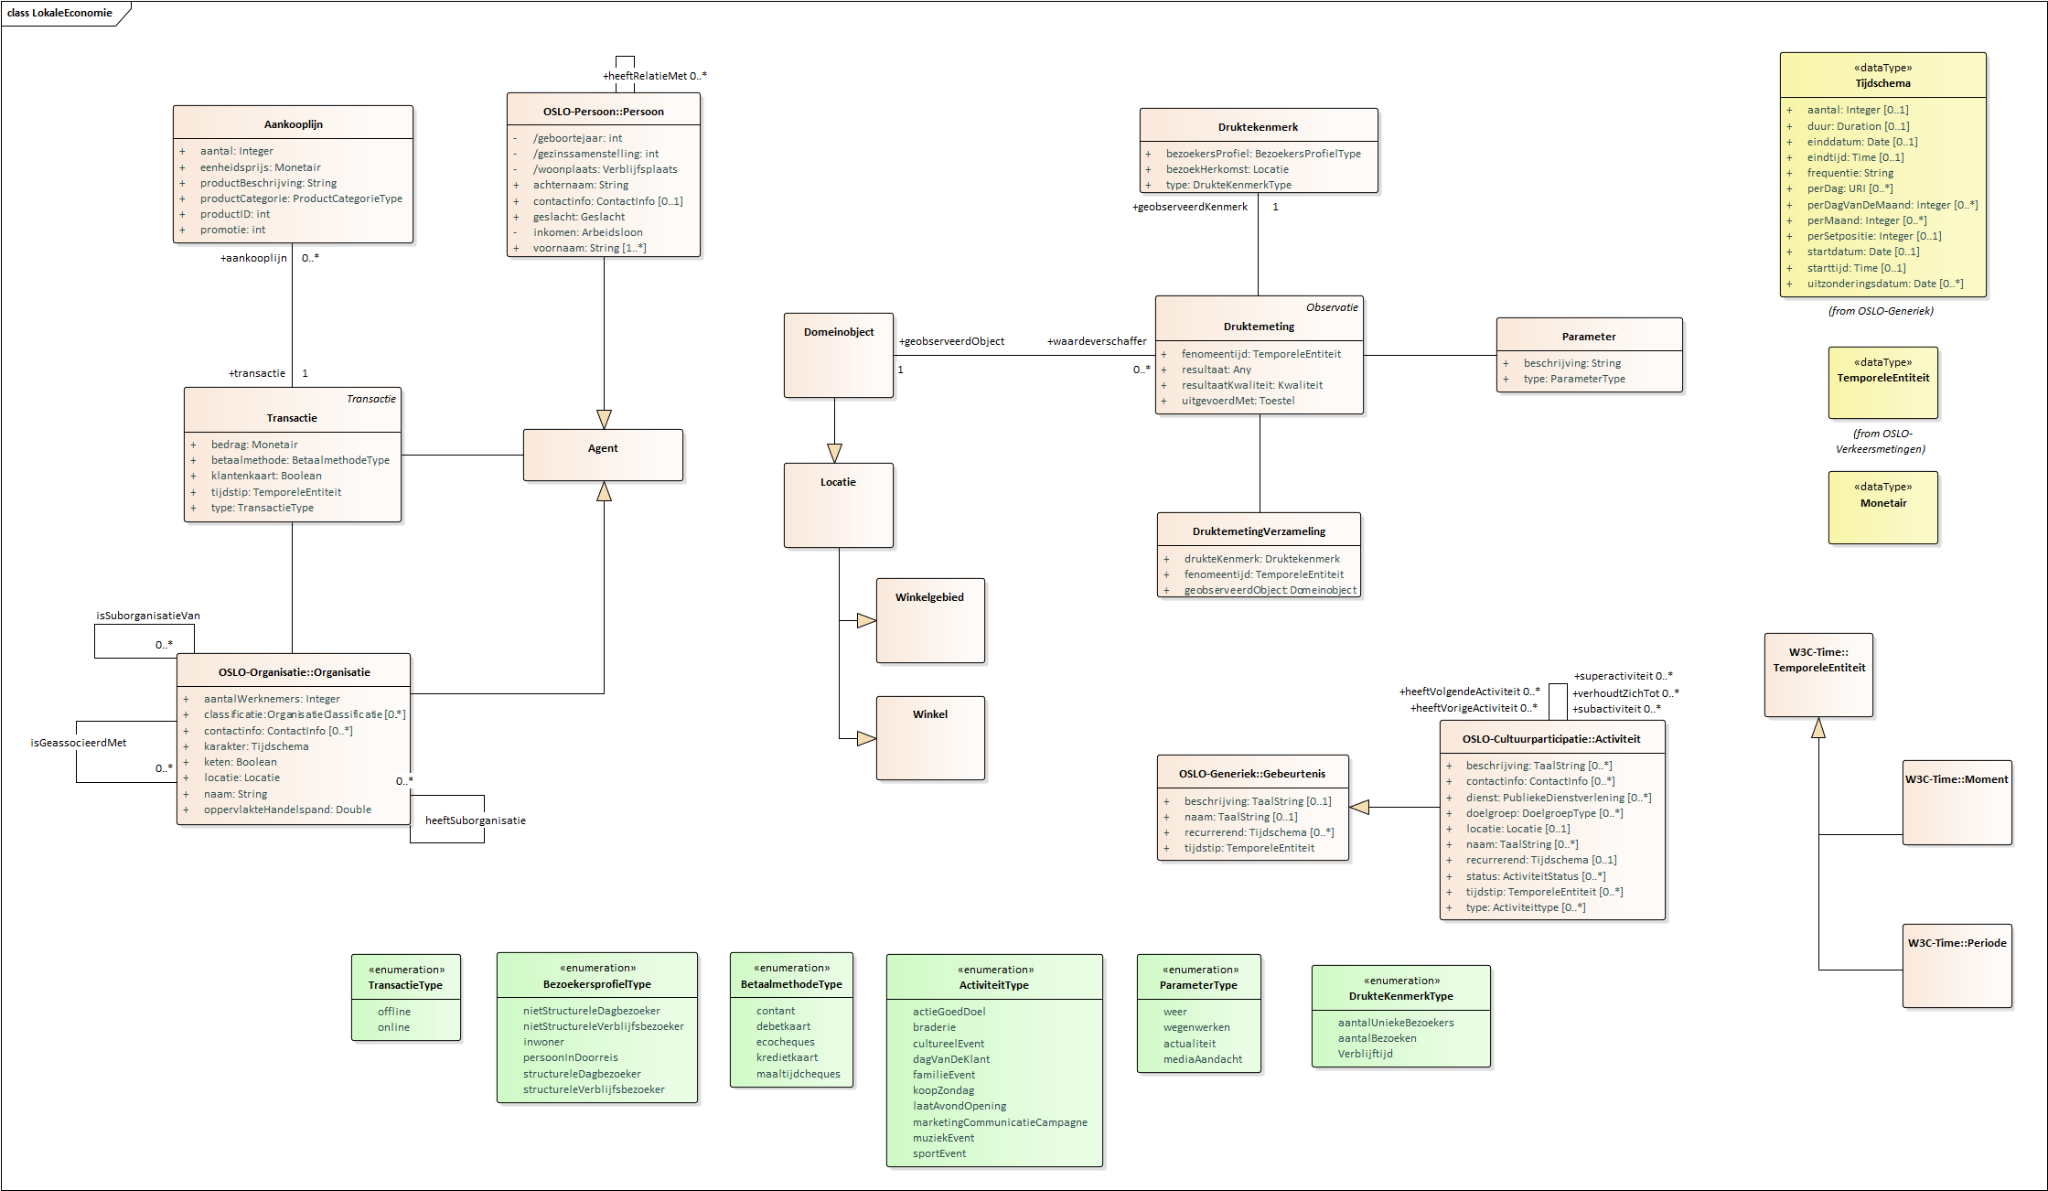 class LokaleEconomie
+heeftRelatieMet 0..*
Aankooplijn
+ aantal: Integer
+ eenheidsprijs: Monetair
+ productBeschrijving: String
+ productCategorie: ProductCategorieType
+ productID: int
+ promotie: int
OSLO-Persoon::Persoon
- /geboortejaar: int
- /gezinssamenstelling: int
- /woonplaats: Verblijfsplaats
+ achternaam: String
+ contactinfo: ContactInfo [0..1]
+ geslacht: Geslacht
- inkomen: Arbeidsloon
+ voornaam: String [1..*]
Druktekenmerk
+ bezoekersProfiel: BezoekersProfielType
+ bezoekHerkomst: Locatie
+ type: DrukteKenmerkType
+geobserveerdKenmerk 1
«dataType»
Tijdschema
+ aantal: Integer [0..1]
+ duur: Duration [0..1]
+ einddatum: Date [0..1]
+ eindtijd: Time [0..1]
+ frequentie: String
+ perDag: URI [0..*]
+ perDagVanDeMaand: Integer [0..*]
+ perMaand: Integer [0..*]
+ perSetpositie: Integer [0..1]
+ startdatum: Date [0..1]
+ starttijd: Time [0..1]
+ uitzonderingsdatum: Date [0..*]
(from OSLO-Generiek)
+aankooplijn 0..*
+transactie 1
Transactie
Transactie
+ bedrag: Monetair
+ betaalmethode: BetaalmethodeType
+ klantenkaart: Boolean
+ tijdstip: TemporeleEntiteit
+ type: TransactieType
Agent
Domeinobject
+geobserveerdObject
1
+waardeverschaffer
0..*
Observatie
Druktemeting
+ fenomeentijd: TemporeleEntiteit
+ resultaat: Any
+ resultaatKwaliteit: Kwaliteit
+ uitgevoerdMet: Toestel
Parameter
+ beschrijving: String
+ type: ParameterType
«dataType»
TemporeleEntiteit
(from OSLO-
Verkeersmetingen)
«dataType»
Monetair
Locatie
Winkelgebied
Winkel
DruktemetingVerzameling
+ drukteKenmerk: Druktekenmerk
+ fenomeentijd: TemporeleEntiteit
+ geobserveerdObject: Domeinobject
isSuborganisatieVan
0..*
isGeassocieerdMet
0..*
OSLO-Organisatie::Organisatie
+ aantalWerknemers: Integer
+ classificatie: OrganisatieClassificatie [0..*]
+ contactinfo: ContactInfo [0..*]
+ karakter: Tijdschema
+ keten: Boolean
+ locatie: Locatie
+ naam: String
+ oppervlakteHandelspand: Double
0..*
heeftSuborganisatie
OSLO-Generiek::Gebeurtenis
+ beschrijving: TaalString [0..1]
+ naam: TaalString [0..1]
+ recurrerend: Tijdschema [0..*]
+ tijdstip: TemporeleEntiteit
+heeftVolgendeActiviteit 0..*
+heeftVorigeActiviteit 0..*
+superactiviteit 0..*
+verhoudtZichTot 0..*
+subactiviteit 0..*
OSLO-Cultuurparticipatie::Activiteit
+ beschrijving: TaalString [0..*]
+ contactinfo: ContactInfo [0..*]
+ dienst: PubliekeDienstverlening [0..*]
+ doelgroep: DoelgroepType [0..*]
+ locatie: Locatie [0..1]
+ naam: TaalString [0..*]
+ recurrerend: Tijdschema [0..1]
+ status: ActiviteitStatus [0..*]
+ tijdstip: TemporeleEntiteit [0..*]
+ type: Activiteittype [0..*]
W3C-Time::
TemporeleEntiteit
W3C-Time::Moment
W3C-Time::Periode
«enumeration»
TransactieType
offline
online
«enumeration»
BezoekersprofielType
nietStructureleDagbezoeker
nietStructureleVerblijfsbezoeker
inwoner
persoonInDoorreis
structureleDagbezoeker
structureleVerblijfsbezoeker
«enumeration»
BetaalmethodeType
contant
debetkaart
ecocheques
kredietkaart
maaltijdcheques
«enumeration»
ActiviteitType
actieGoedDoel
braderie
cultureelEvent
dagVanDeKlant
familieEvent
koopZondag
laatAvondOpening
marketingCommunicatieCampagne
muziekEvent
sportEvent
«enumeration»
ParameterType
weer
wegenwerken
actualiteit
mediaAandacht
«enumeration»
DrukteKenmerkType
aantalUniekeBezoekers
aantalBezoeken
Verblijftijd